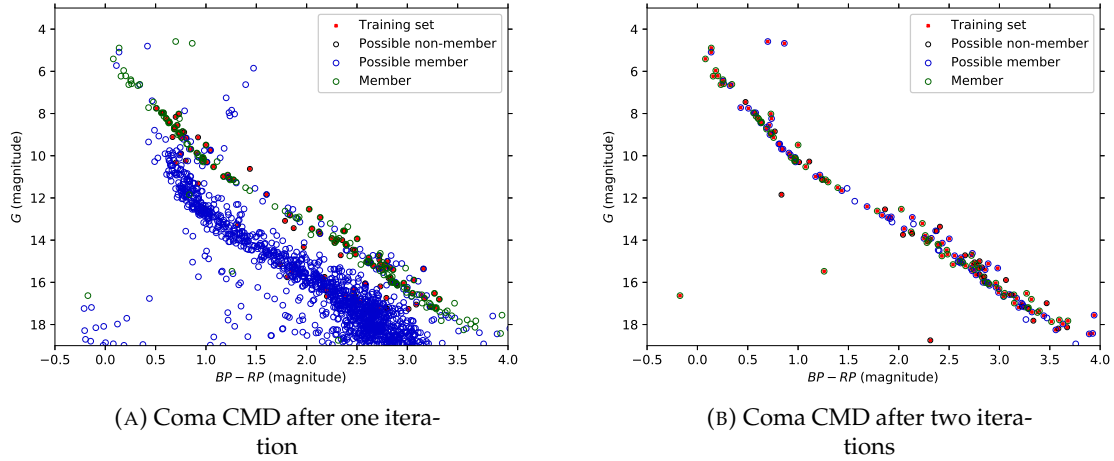 4
6
8
10
12
14
16
18
G (magnitude)
−0.5 0.0 0.5 1.0 1.5 2.0 2.5 3.0 3.5 4.0
BP − RP (magnitude)
Training set
Possible non-member
Possible member
Member
(A) Coma CMD after one itera-
tion
4
6
8
10
12
14
16
18
G (magnitude)
−0.5 0.0 0.5 1.0 1.5 2.0 2.5 3.0 3.5 4.0
BP − RP (magnitude)
Training set
Possible non-member
Possible member
Member
(B) Coma CMD after two itera-
tions